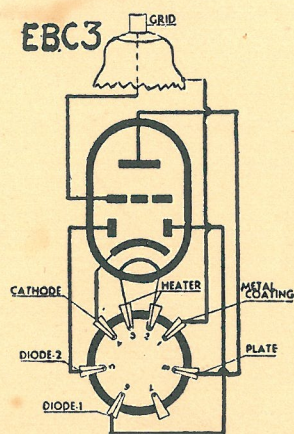 GRID
EBC3
CATHODE
HEATER
METAL
COATING
DIODE-2
PLATE
DIODE-1